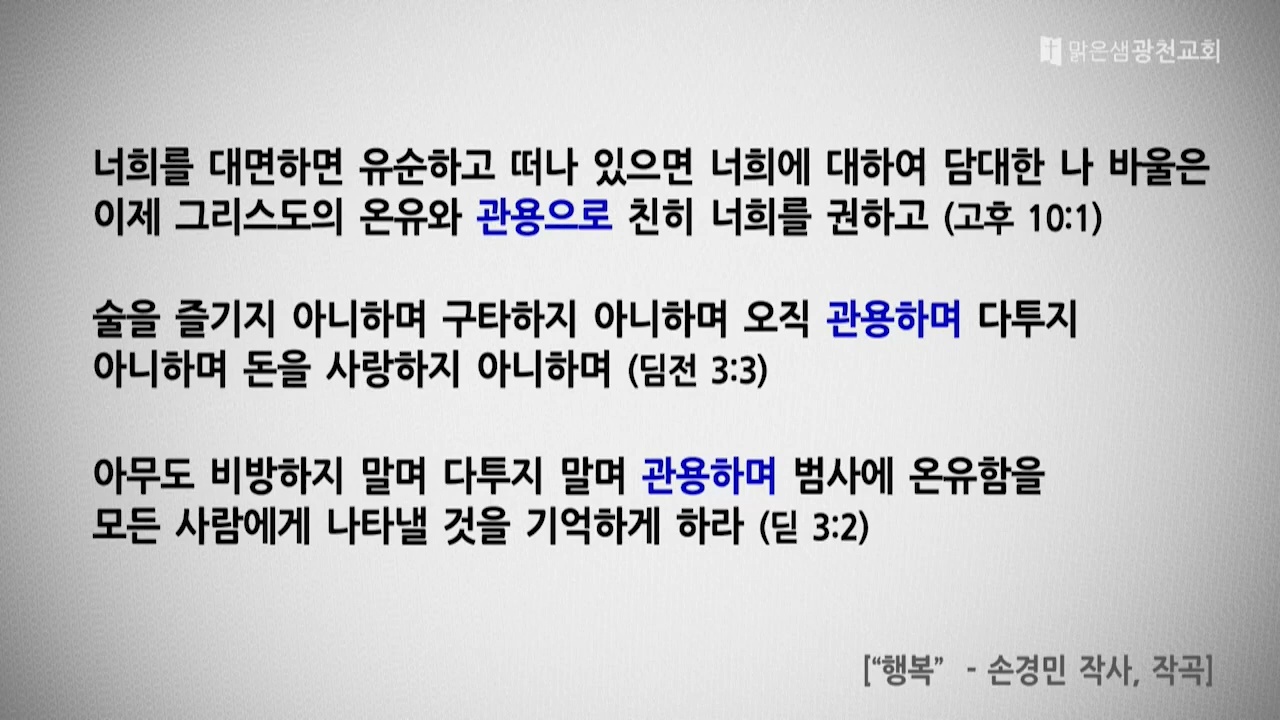 맑은샘광천교회
너희를 대면하면 유순하고 떠나 있으면 너희에 대하여 담대한 나 바울은
이제 그리스도의 온유와 관용으로 친히 너희를 권하고 (고후 10:1)
술을 즐기지 아니하며 구타하지 아니하며 오직 관용하며 다투지
아니하며 돈을 사랑하지 아니하며 (딤전 3:3)
아무도 비방하지 말며 다투지 말며 관용하며 범사에 온유함을
모든 사람에게 나타낼 것을 기억하게 하라 (딛 3:2)
[“행복” - 손경민 작사, 작곡]